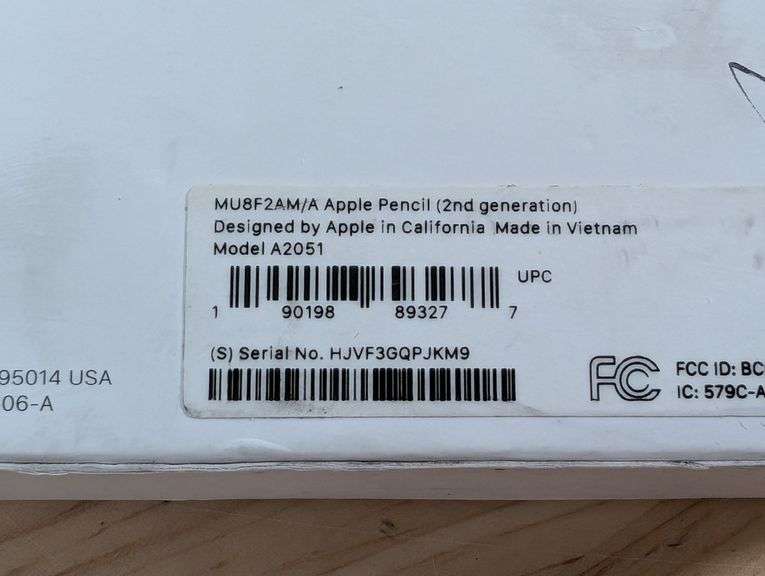 MU8F2AM/A Apple Pencil (2nd generation)
Designed by Apple in California Made in Vietnam
Model A2051
UPC
1 90198 89327 7
(S) Serial No. HJVF3GQPJKM9
95014 USA
06-A
FC
FCC ID: BC
IC: 579C-A